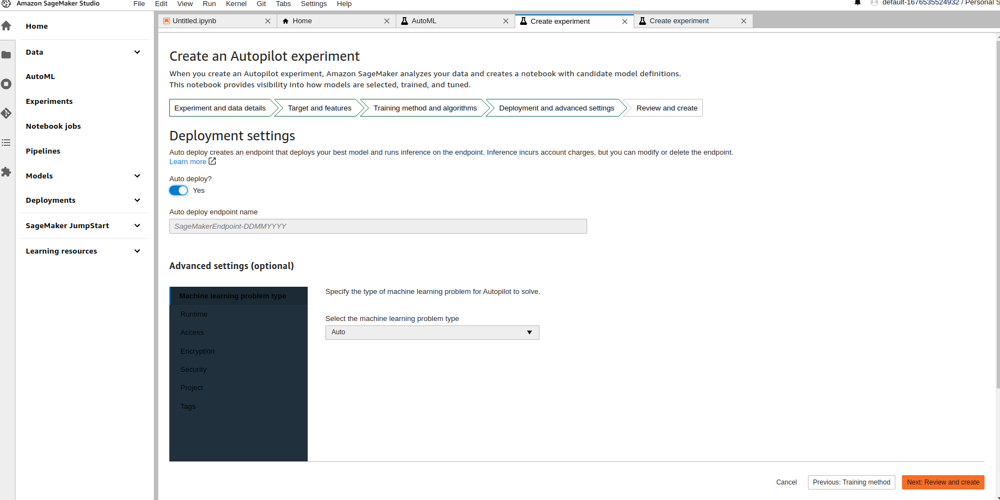 Amazon SageMaker Studio
File Edit View Run Kernel Git Tabs Settings Help
default-1676535524932 / Personal S
Home
Data
AutoML
Experiments
Notebook jobs
Pipelines
Models
Deployments
SageMaker JumpStart
Learning resources
Untitled.ipynb
Home
AutoML
Create experiment
Create experiment
Create an Autopilot experiment
When you create an Autopilot experiment, Amazon SageMaker analyzes your data and creates a notebook with candidate model definitions.
This notebook provides visibility into how models are selected, trained, and tuned.
Experiment and data details
Target and features
Training method and algorithms
Deployment and advanced settings
Review and create
Deployment settings
Auto deploy creates an endpoint that deploys your best model and runs inference on the endpoint. Inference incurs account charges, but you can modify or delete the endpoint.
Learn more
Auto deploy?
Yes
Auto deploy endpoint name
SageMakerEndpoint-DDMMYYYY
Advanced settings (optional)
Machine learning problem type
Runtime
Access
Encryption
Security
Project
Tags
Specify the type of machine learning problem for Autopilot to solve.
Select the machine learning problem type
Auto
Cancel
Previous: Training method
Next: Review and create